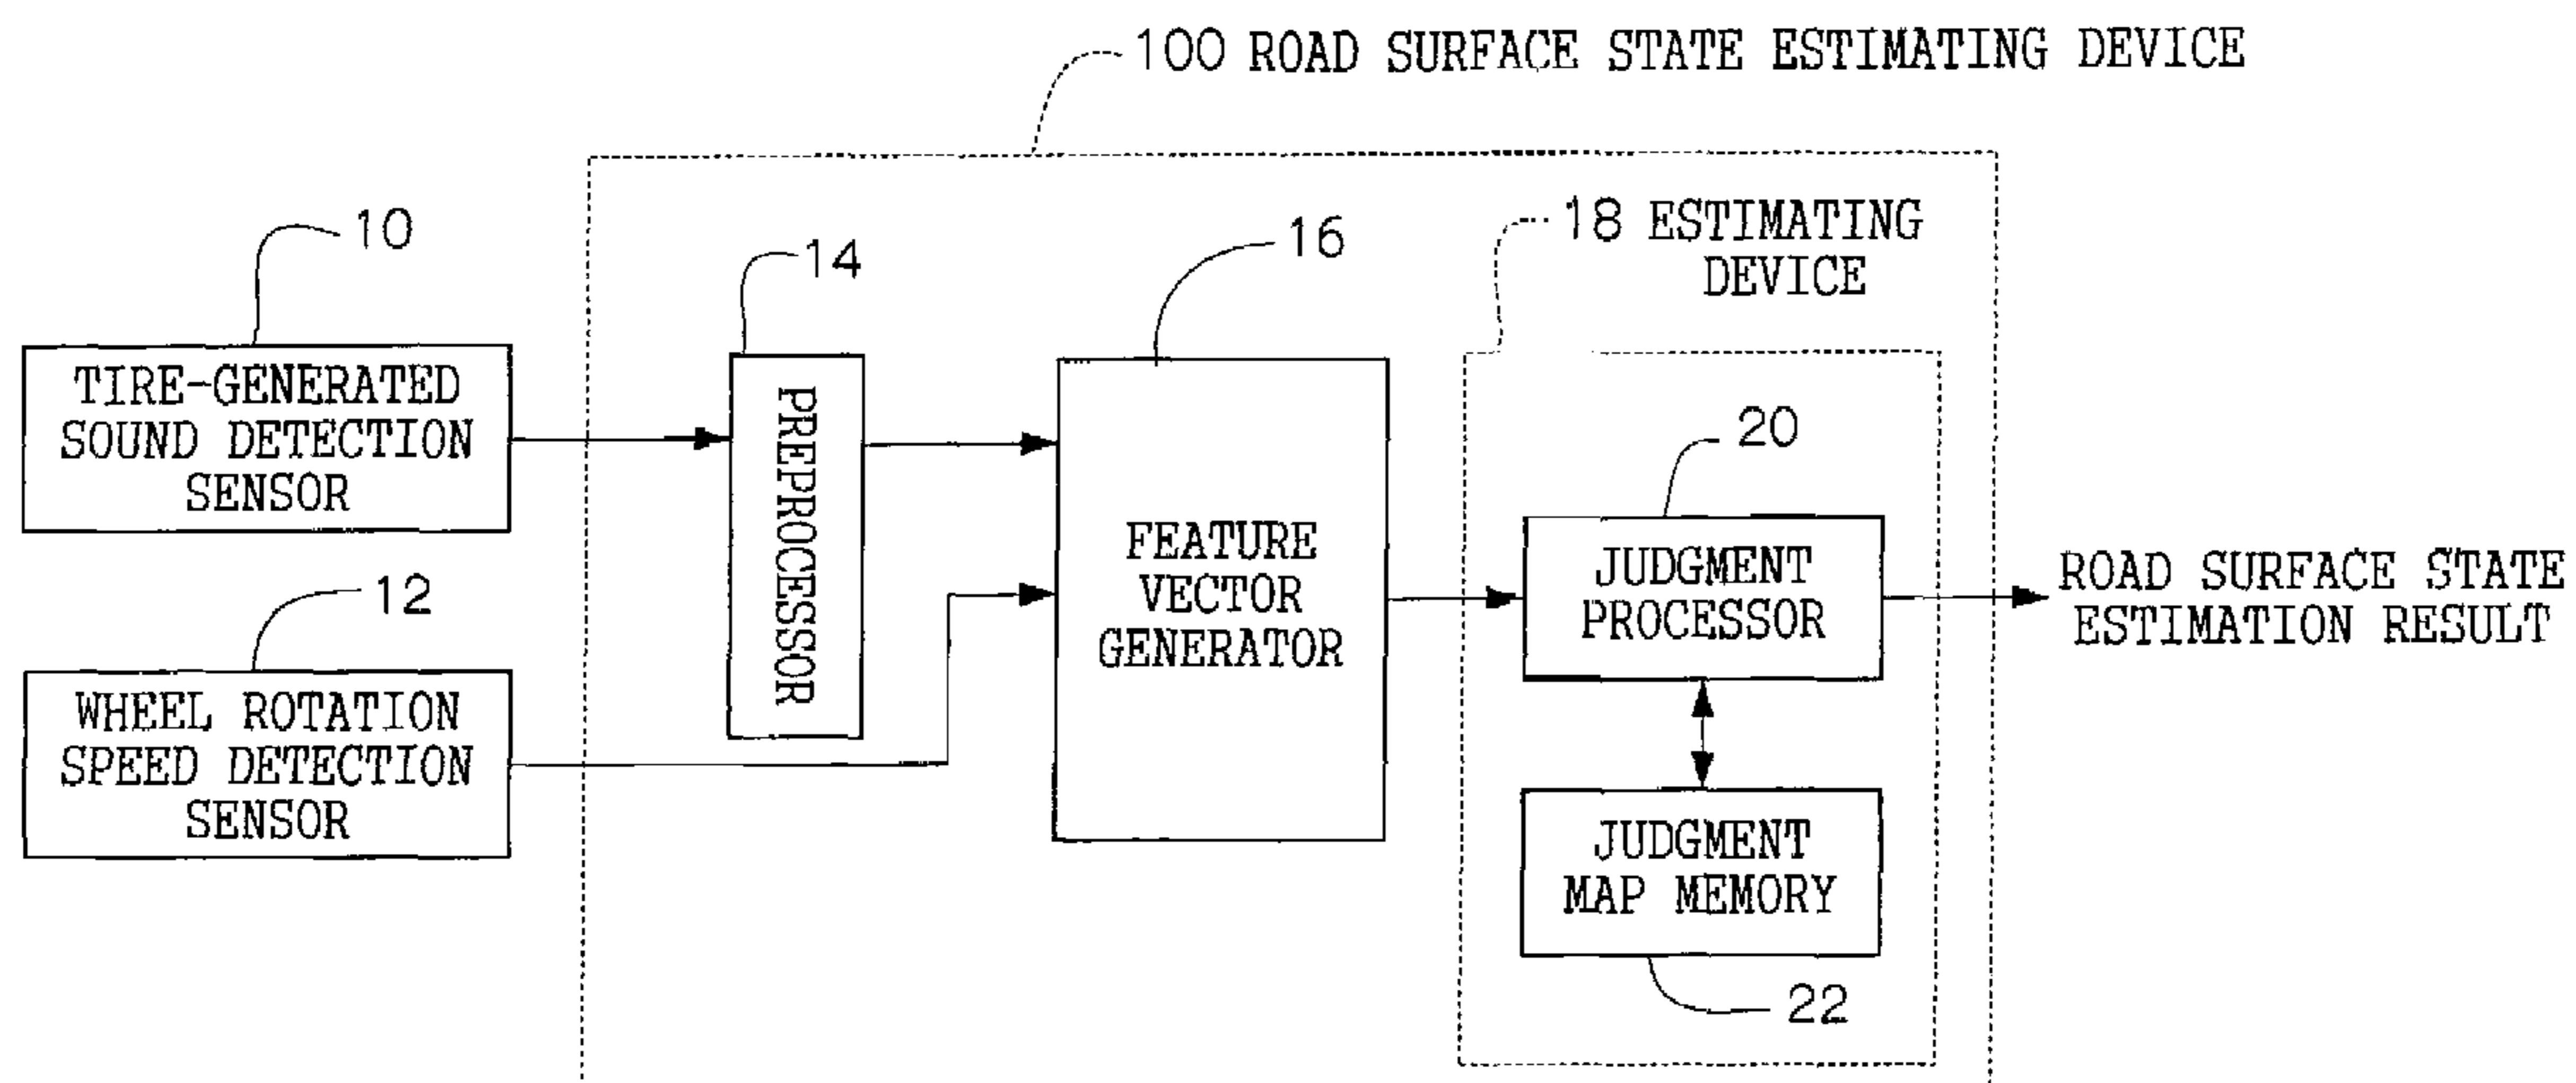 100 ROAD SURFACE STATE ESTIMATING DEVICE
10
14
16
18 ESTIMATING
DEVICE
TIRE-GENERATED
SOUND DETECTION
SENSOR
PREPROCESSOR
20
12
FEATURE
VECTOR
GENERATOR
JUDGMENT
PROCESSOR
ROAD SURFACE STATE
ESTIMATION RESULT
WHEEL ROTATION
SPEED DETECTION
SENSOR
JUDGMENT
MAP MEMORY
22